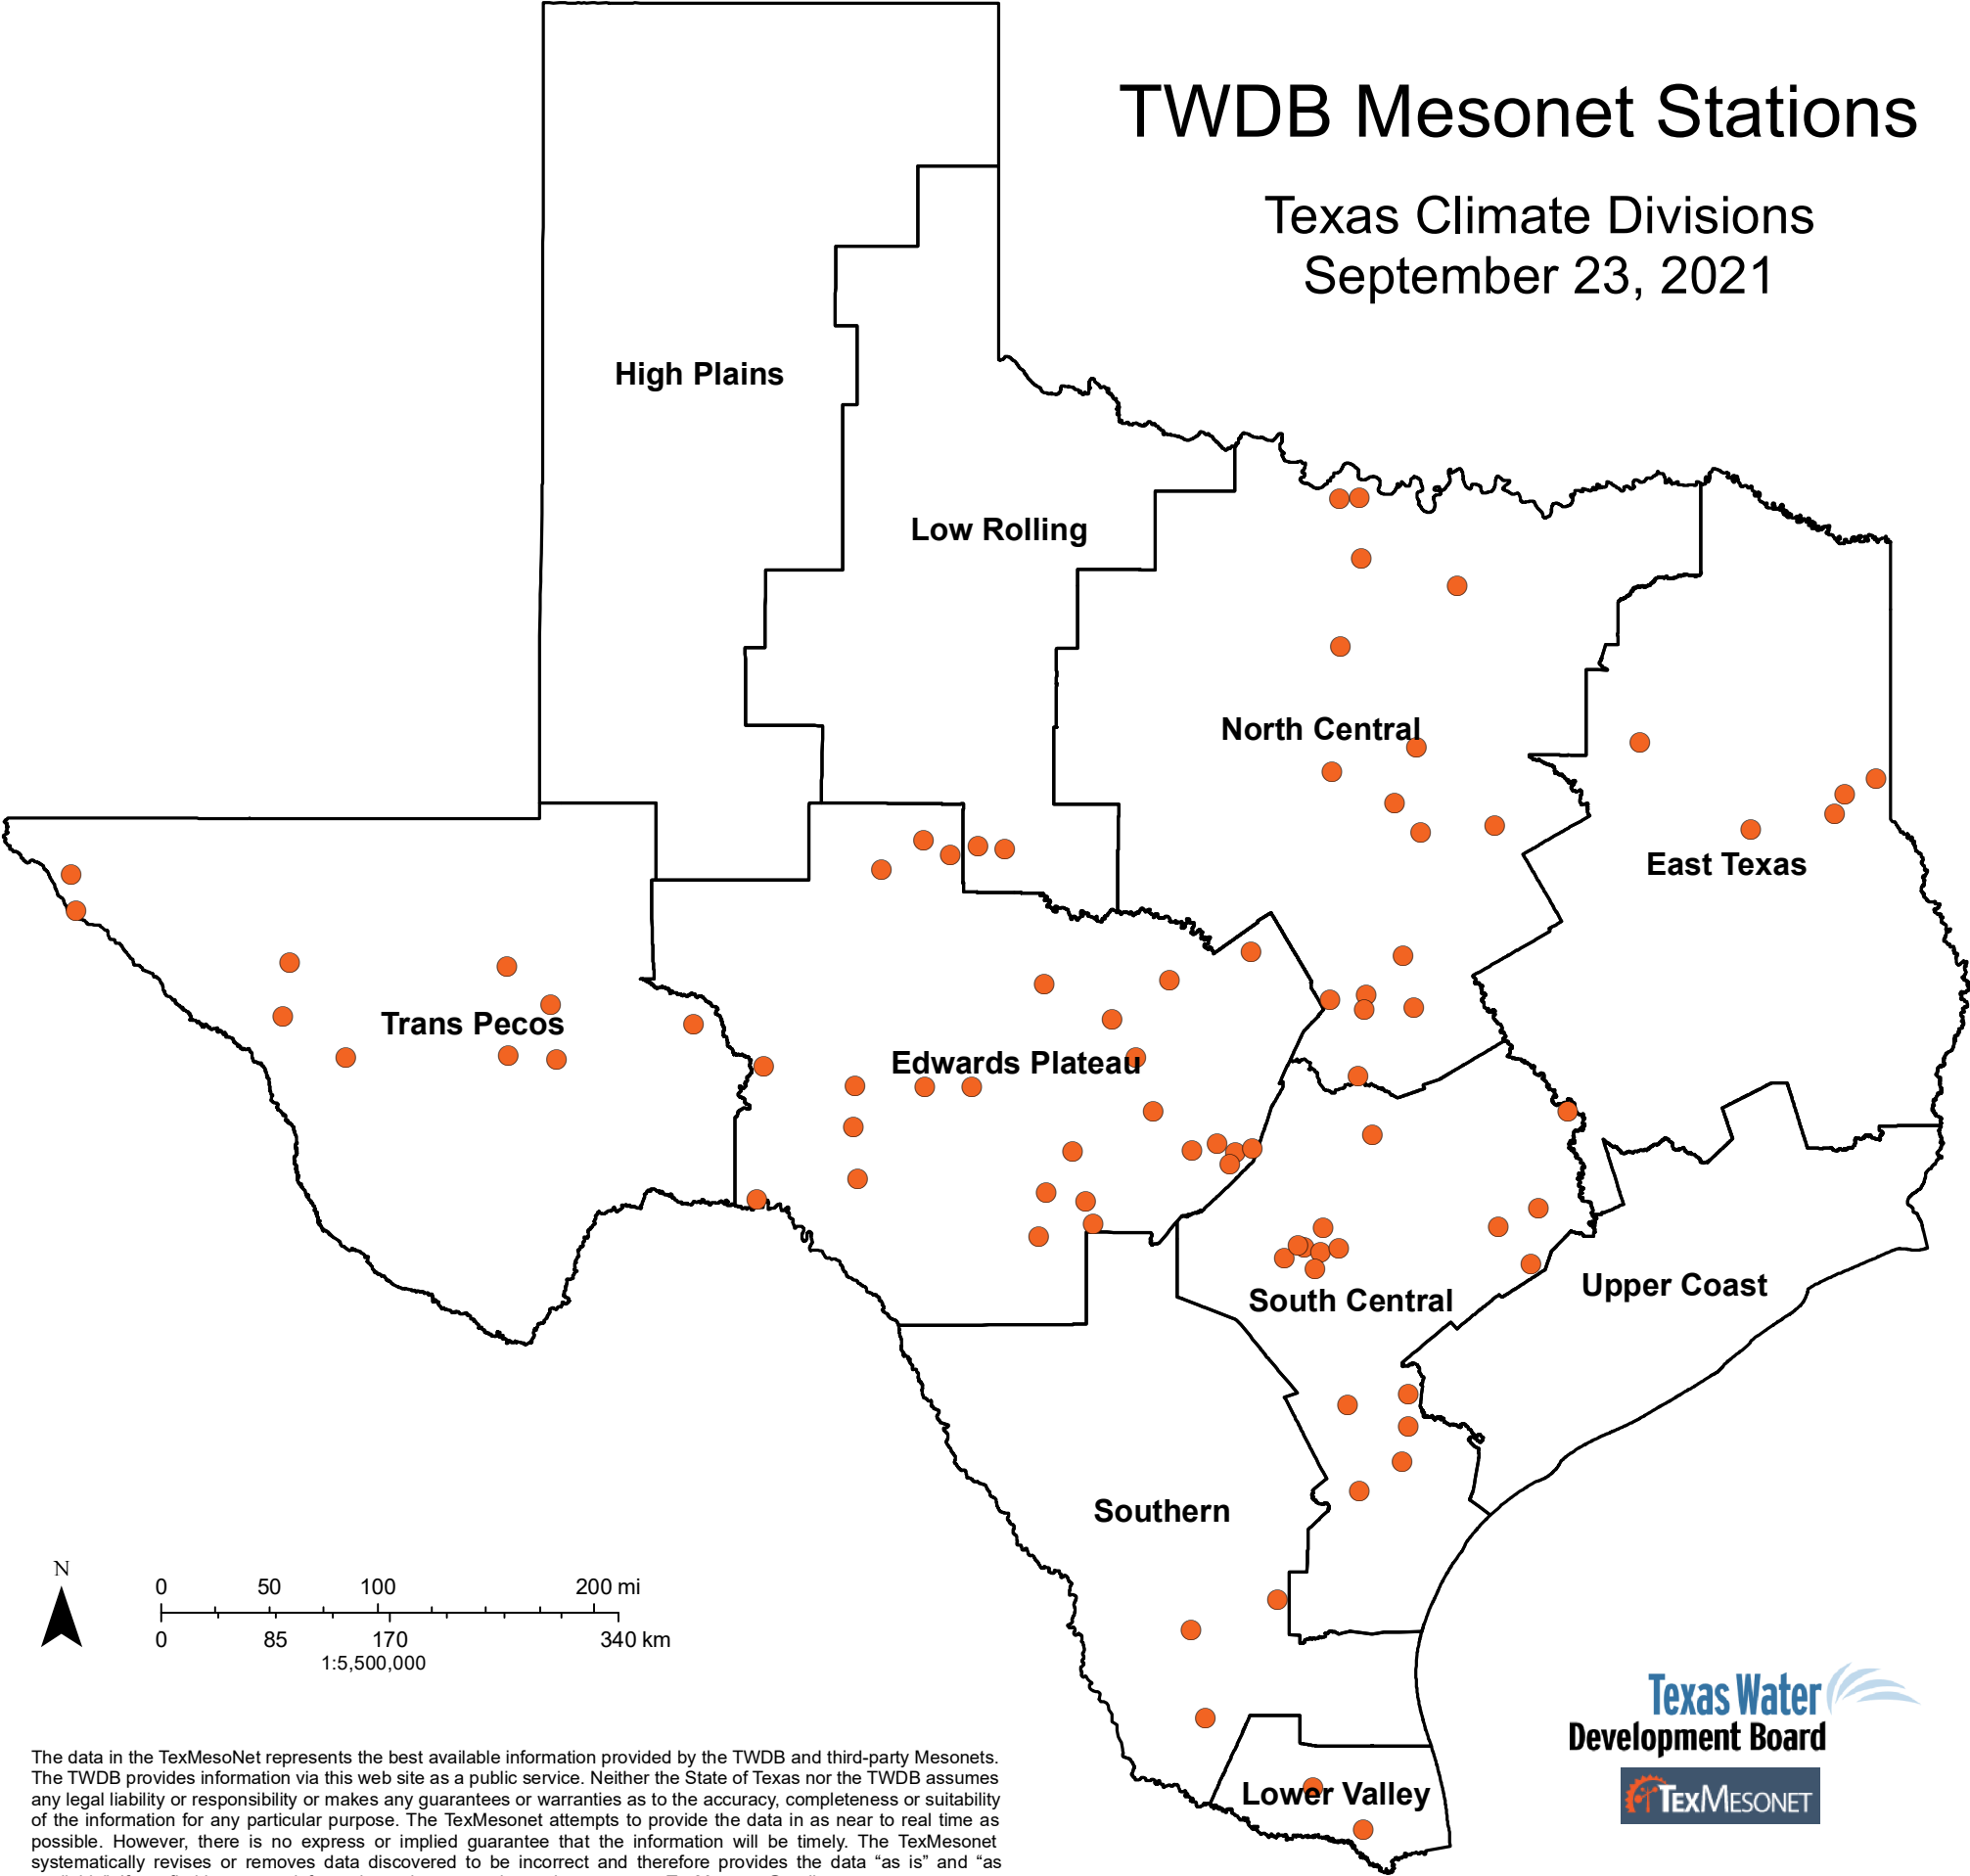 TWDB Mesonet Stations
Texas Climate Divisions
September 23, 2021
High Plains
Low Rolling
North Central
East Texas
Trans Pecos
Edwards Plateau
South Central
Upper Coast
Southern
Lower Valley
N
0 50 100 200 mi
0 85 170 340 km
1:5,500,000
Texas Water
Development Board
TEXMESONET
The data in the TexMesoNet represents the best available information provided by the TWDB and third-party Mesonets.
The TWDB provides information via this web site as a public service. Neither the State of Texas nor the TWDB assumes
any legal liability or responsibility or makes any guarantees or warranties as to the accuracy, completeness or suitability
of the information for any particular purpose. The TexMesonet attempts to provide the data in as near to real time as
possible. However, there is no express or implied guarantee that the information will be timely. The TexMesonet
systematically revises or removes data discovered to be incorrect and therefore provides the data “as is” and “as